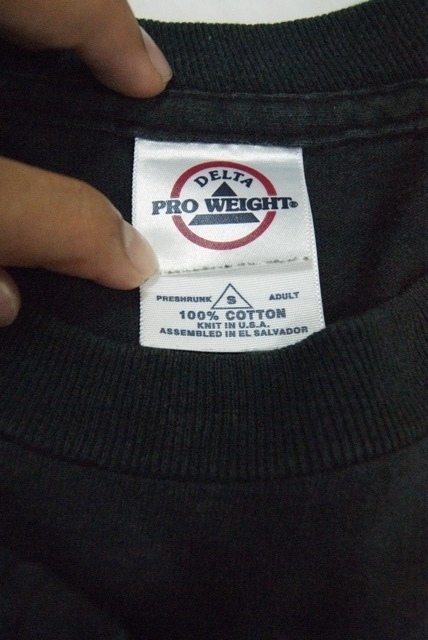 DELTA
PRO WEIGHT®
PRESHRUNK S ADULT
100% COTTON
KNIT IN U.S.A.
ASSEMBLED IN EL SALVADOR